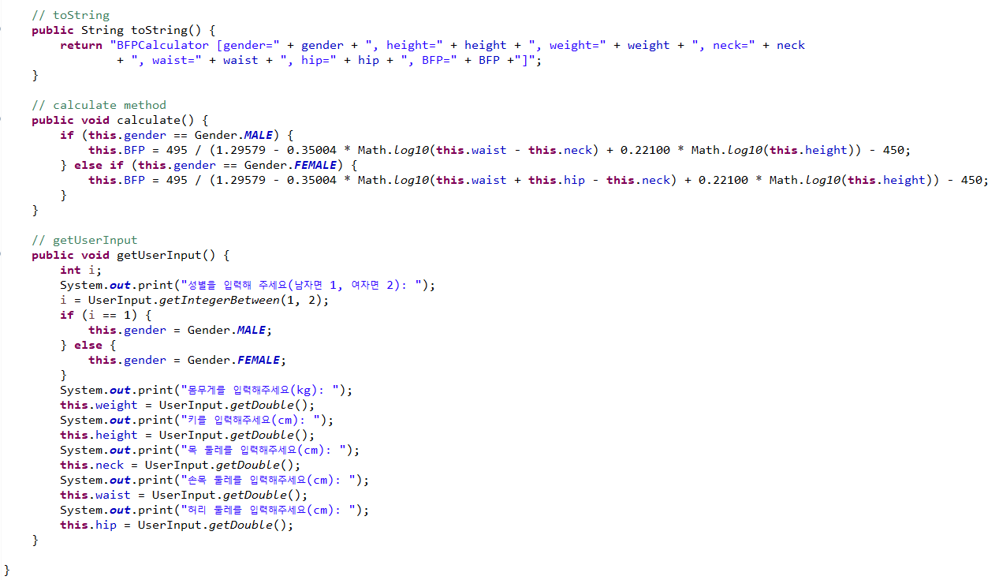 // toString
public String toString() {
return "BFPCalculator [gender=" + gender + ", height=" + height + ", weight=" + weight + ", neck=" + neck
+ ", waist=" + waist + ", hip=" + hip + ", BFP=" + BFP +"]";
}
// calculate method
public void calculate() {
if (this.gender == Gender.MALE) {
this.BFP = 495 / (1.29579 - 0.35004 * Math.log10(this.waist - this.neck) + 0.22100 * Math.log10(this.height)) - 450;
} else if (this.gender == Gender.FEMALE) {
this.BFP = 495 / (1.29579 - 0.35004 * Math.log10(this.waist + this.hip - this.neck) + 0.22100 * Math.log10(this.height)) - 450;
}
}
// getUserInput
public void getUserInput() {
int i;
System.out.print("성별을 입력해 주세요(남자면 1, 여자면 2): ");
i = UserInput.getIntegerBetween(1, 2);
if (i == 1) {
this.gender = Gender.MALE;
} else {
this.gender = Gender.FEMALE;
}
System.out.print("몸무게를 입력해주세요(kg): ");
this.weight = UserInput.getDouble();
System.out.print("키를 입력해주세요(cm): ");
this.height = UserInput.getDouble();
System.out.print("목 둘레를 입력해주세요(cm): ");
this.neck = UserInput.getDouble();
System.out.print("손목 둘레를 입력해주세요(cm): ");
this.waist = UserInput.getDouble();
System.out.print("허리 둘레를 입력해주세요(cm): ");
this.hip = UserInput.getDouble();
}
}